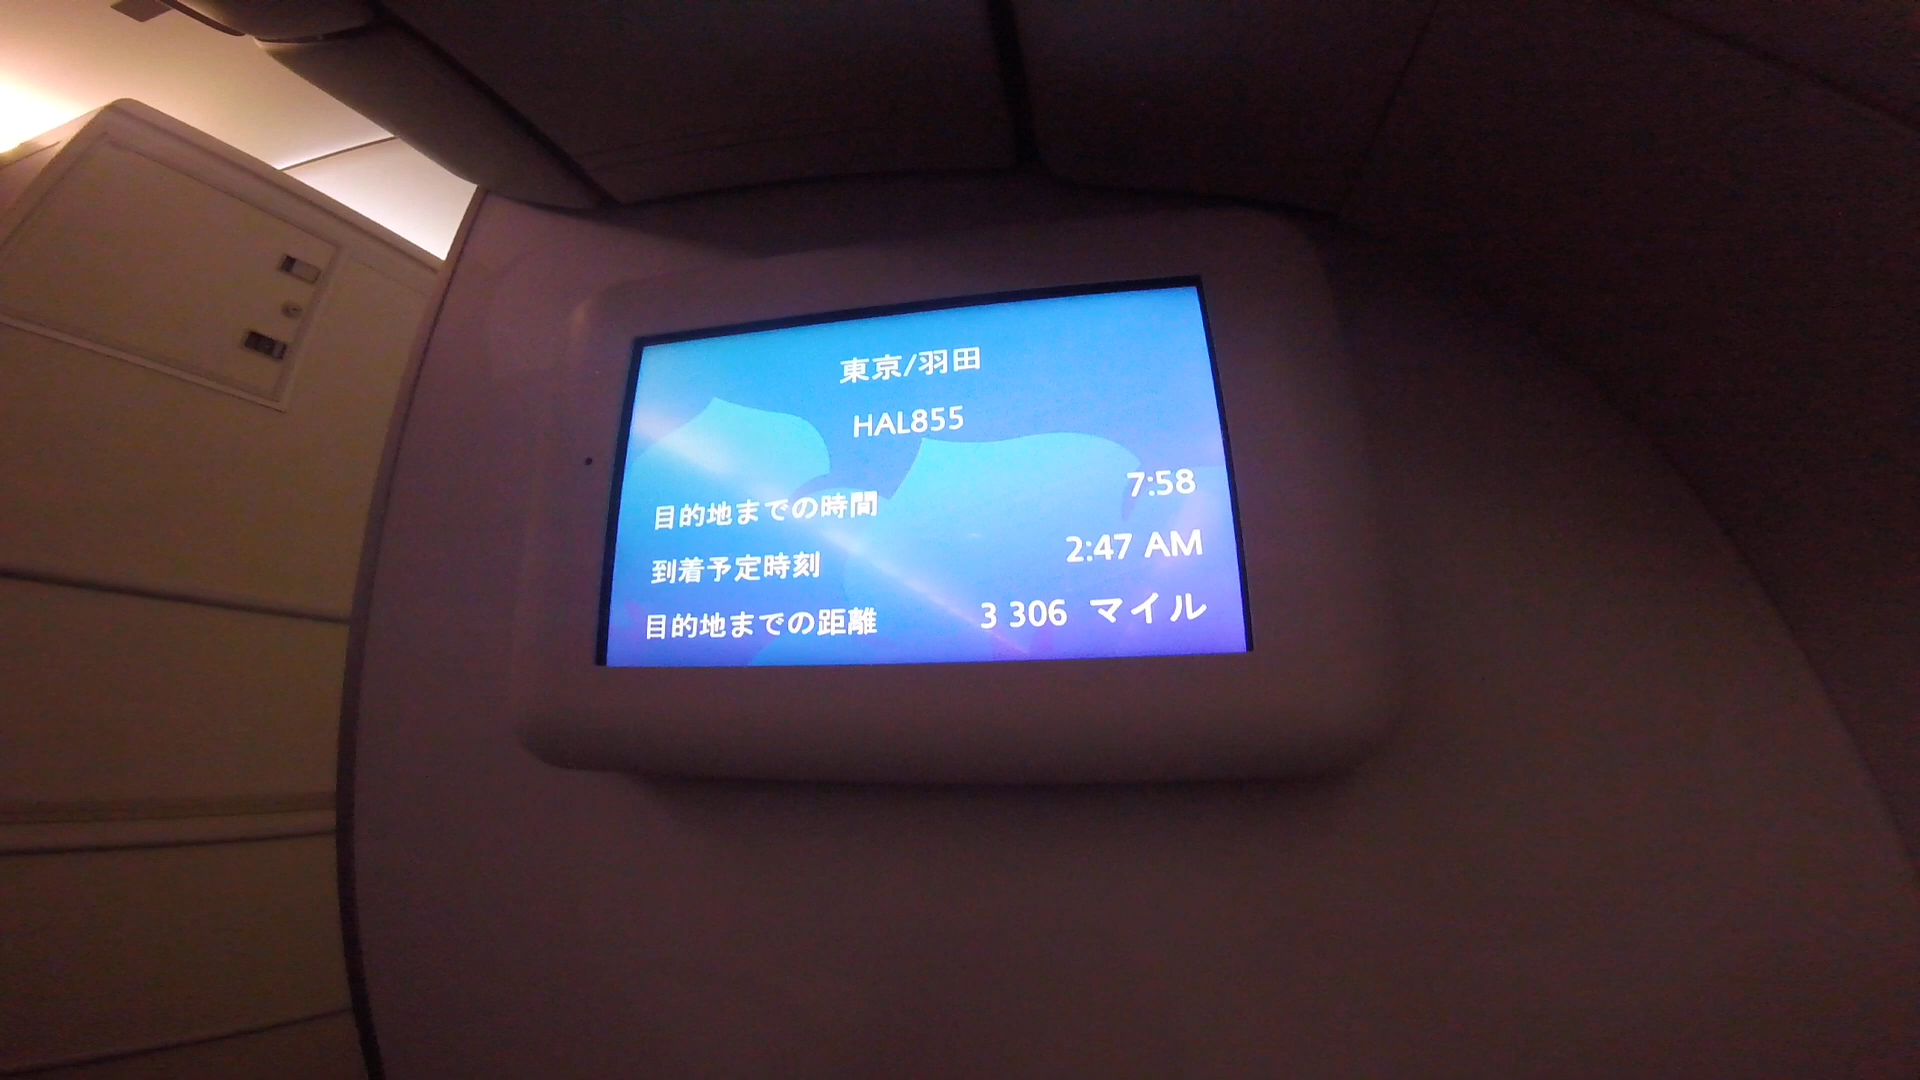 東京/羽田
HAL855
目的地までの時間 7:58
到着予定時刻 2:47 AM
目的地までの距離 3 306 マイル